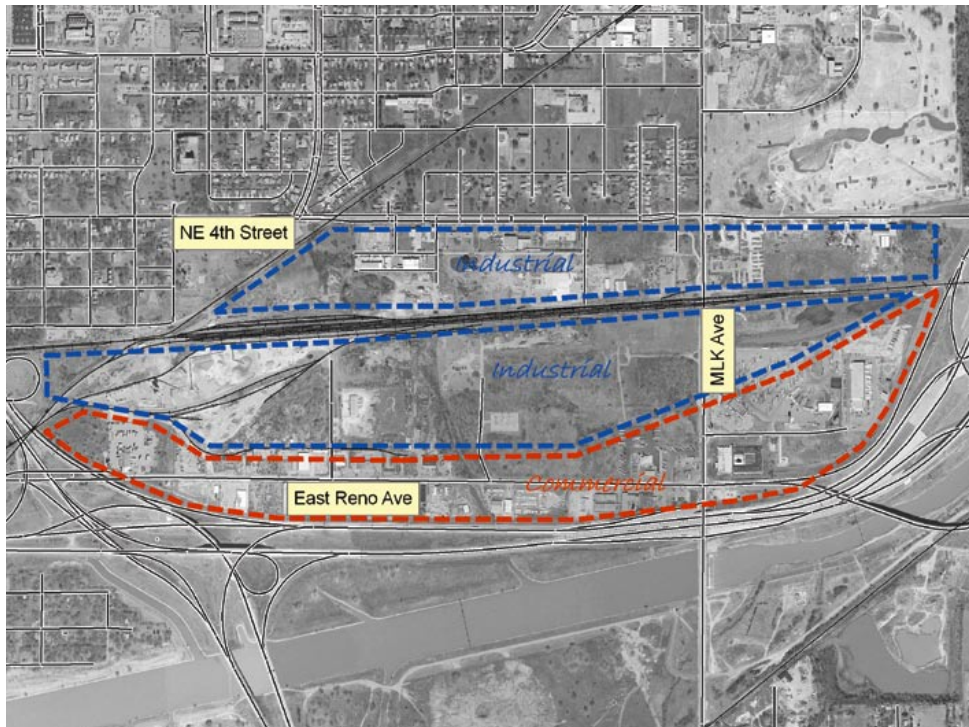 NE 4th Street
Industrial
Industrial
MLK Ave
Commercial
East Reno Ave